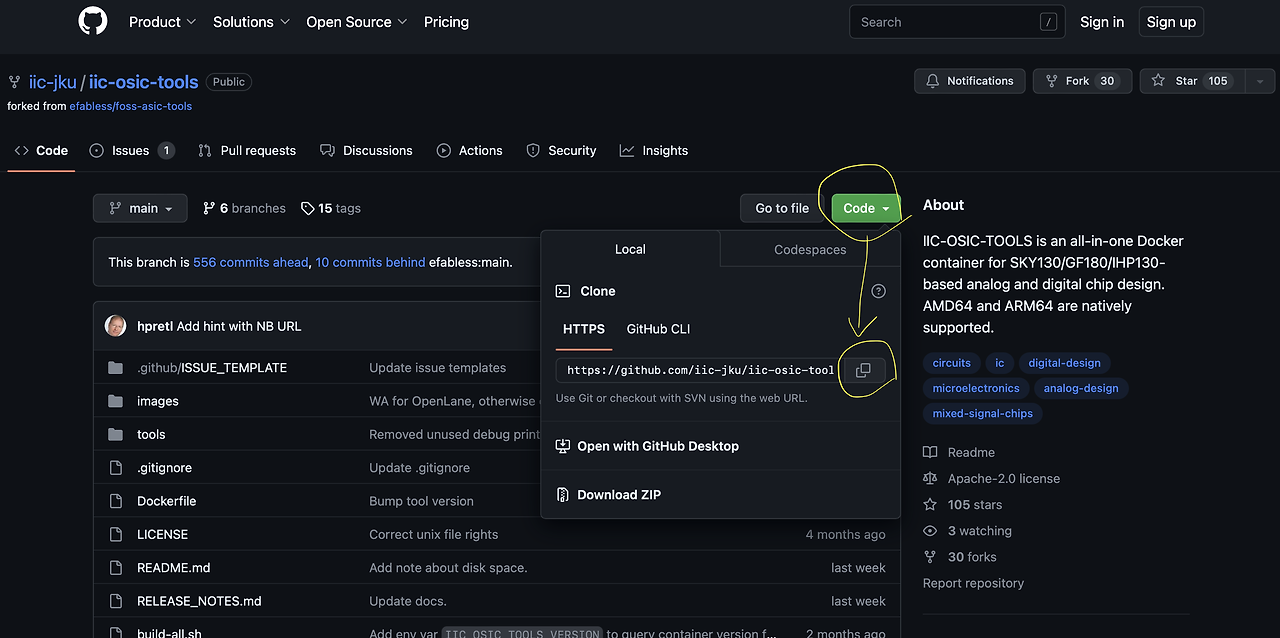 Product Solutions Open Source Pricing Search / Sign in Sign up
iic-jku / iic-osic-tools Public Notifications Fork 30 Star 105
forked from efabless/foss-asic-tools
Code Issues 1 Pull requests Discussions Actions Security Insights
main 6 branches 15 tags Go to file Code
This branch is 556 commits ahead, 10 commits behind efabless:main.
hpretl Add hint with NB URL
.github/ISSUE_TEMPLATE Update issue templates
images WA for OpenLane, otherwise
tools Removed unused debug print
.gitignore Update .gitignore
Dockerfile Bump tool version
LICENSE Correct unix file rights 4 months ago
README.md Add note about disk space. last week
RELEASE_NOTES.md Update docs. last week
build-all.sh Add env var IIC_OSIC_TOOLS_VERSION to query container version f... 2 months ago
Local Codespaces
Clone
HTTPS GitHub CLI
https://github.com/iic-jku/iic-osic-tool
Use Git or checkout with SVN using the web URL.
Open with GitHub Desktop
Download ZIP
About
IIC-OSIC-TOOLS is an all-in-one Docker
container for SKY130/GF180/IHP130-
based analog and digital chip design.
AMD64 and ARM64 are natively
supported.
circuits ic digital-design
microelectronics analog-design
mixed-signal-chips
Readme
Apache-2.0 license
105 stars
3 watching
30 forks
Report repository